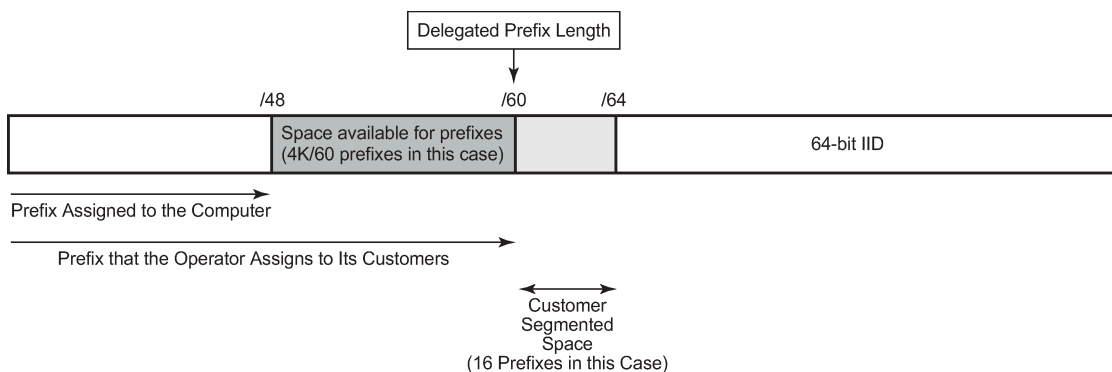 Delegated Prefix Length
/48
/60
/64
Space available for prefixes
(4K/60 prefixes in this case)
64-bit IID
Prefix Assigned to the Computer
Prefix that the Operator Assigns to Its Customers
Customer
Segmented
Space
(16 Prefixes in this Case)